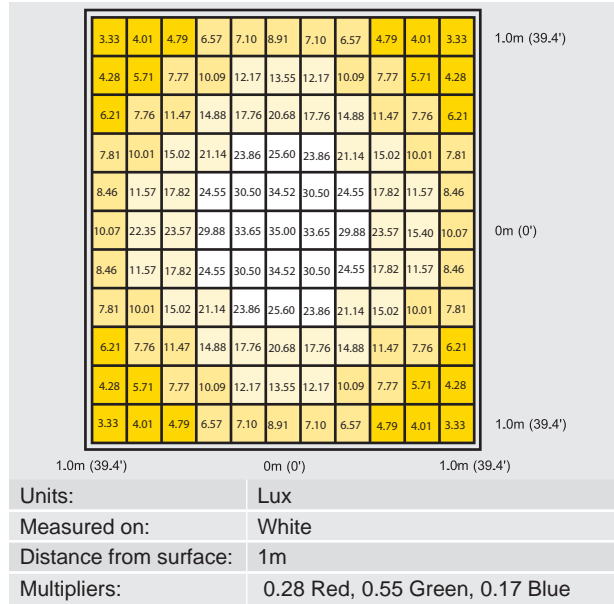 3.33 4.01 4.79 6.57 7.10 8.91 7.10 6.57 4.79 4.01 3.33 1.0m (39.4')
4.28 5.71 7.77 10.09 12.17 13.55 12.17 10.09 7.77 5.71 4.28
6.21 7.76 11.47 14.88 17.76 20.68 17.76 14.88 11.47 7.76 6.21
7.81 10.01 15.02 21.14 23.86 25.60 23.86 21.14 15.02 10.01 7.81
8.46 11.57 17.82 24.55 30.50 34.52 30.50 24.55 17.82 11.57 8.46
10.07 22.35 23.57 29.88 33.65 35.00 33.65 29.88 23.57 15.40 10.07 0m (0')
8.46 11.57 17.82 24.55 30.50 34.52 30.50 24.55 17.82 11.57 8.46
7.81 10.01 15.02 21.14 23.86 25.60 23.86 21.14 15.02 10.01 7.81
6.21 7.76 11.47 14.88 17.76 20.68 17.76 14.88 11.47 7.76 6.21
4.28 5.71 7.77 10.09 12.17 13.55 12.17 10.09 7.77 5.71 4.28
3.33 4.01 4.79 6.57 7.10 8.91 7.10 6.57 4.79 4.01 3.33 1.0m (39.4')
1.0m (39.4') 0m (0') 1.0m (39.4')
Units: Lux
Measured on: White
Distance from surface: 1m
Multipliers: 0.28 Red, 0.55 Green, 0.17 Blue